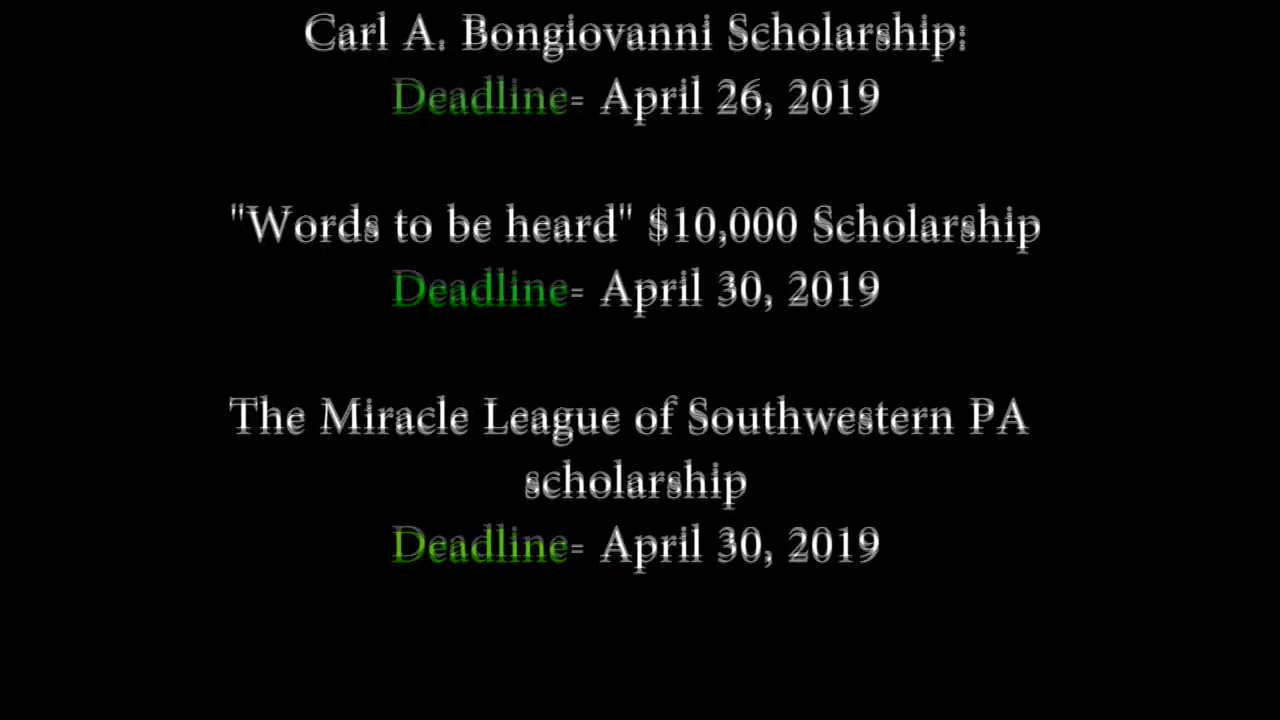 Carl A. Bongiovanni Scholarship:
Deadline= April 26, 2019
"Words to be heard" $10,000 Scholarship
Deadline= April 30, 2019
The Miracle League of Southwestern PA
scholarship
Deadline= April 30, 2019